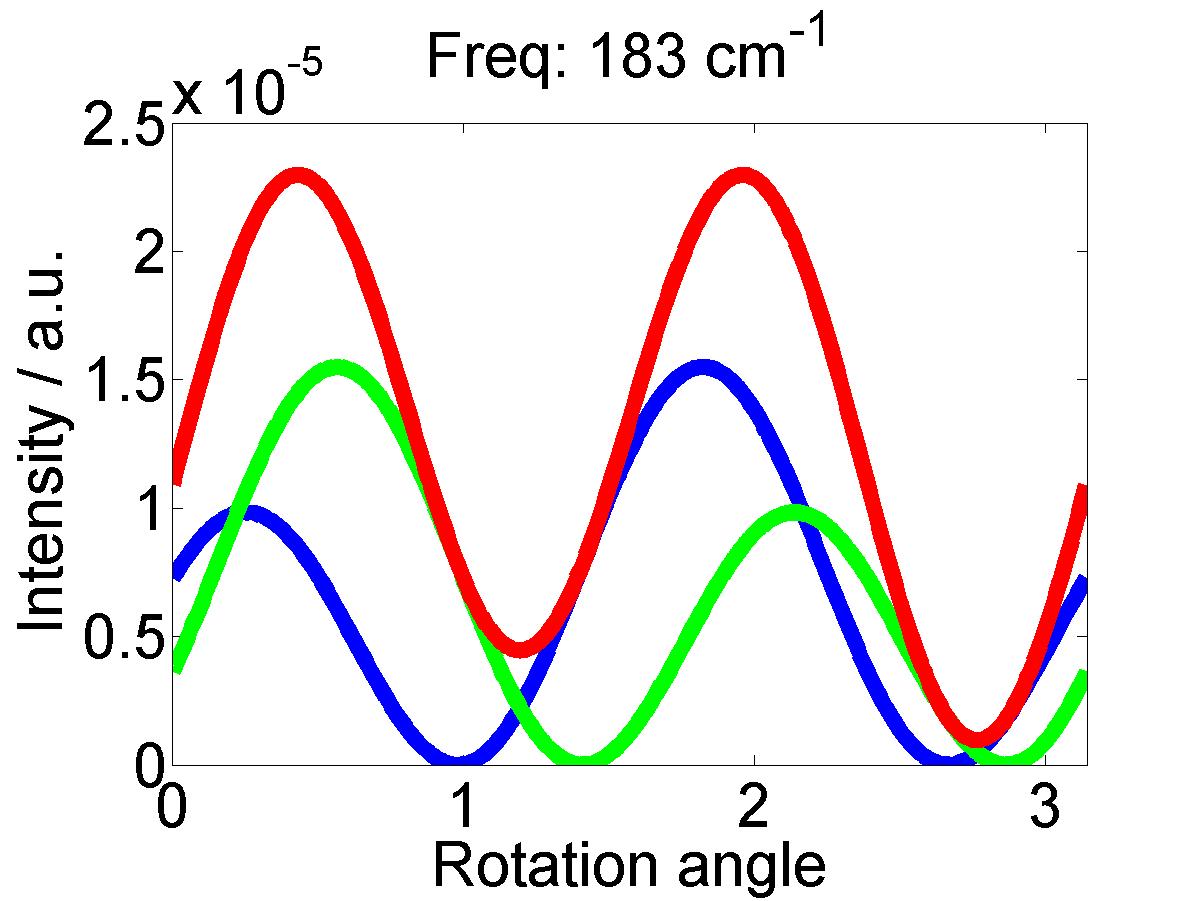 Freq: 183 cm⁻¹
x 10⁻⁵
2.5
2
1.5
1
0.5
0
0 1 2 3
Rotation angle
Intensity / a.u.